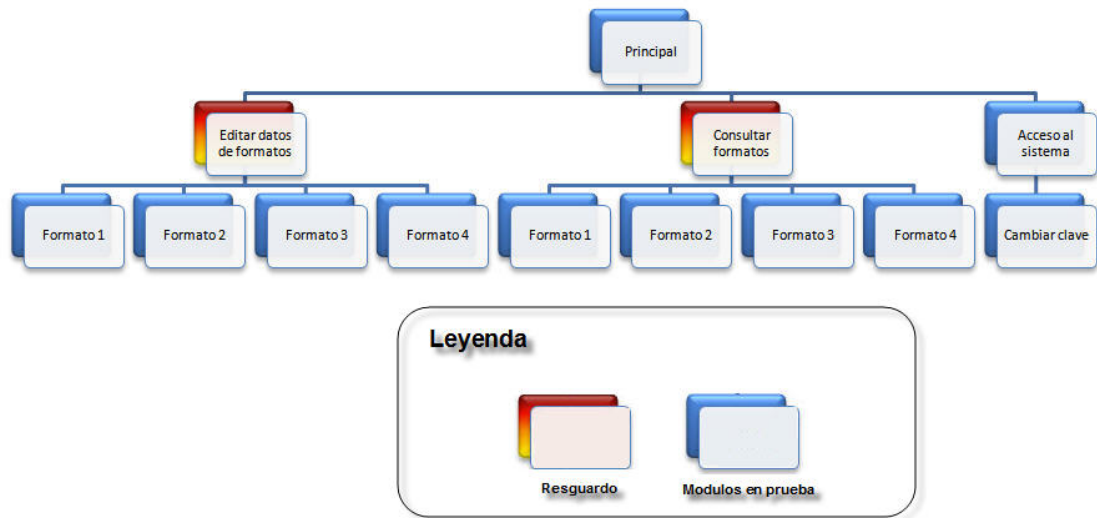 Principal
Editar datos
de formatos
Consultar
formatos
Acceso al
sistema
Formato 1
Formato 2
Formato 3
Formato 4
Formato 1
Formato 2
Formato 3
Formato 4
Cambiar clave
Leyenda
Resguardo
Modulos en prueba